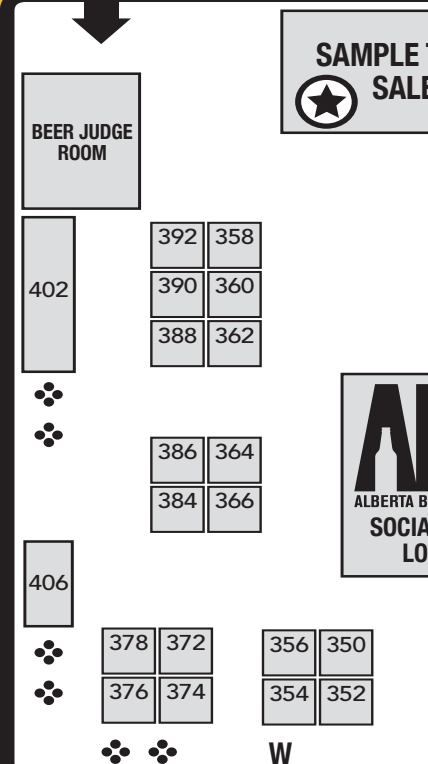 SAMPLE
SALE
BEER JUDGE
ROOM
392 358
402
390 360
388 362
386 364
384 366
ALBERTA B
SOCIA
LO
406
378 372
356 350
376 374
354 352
W